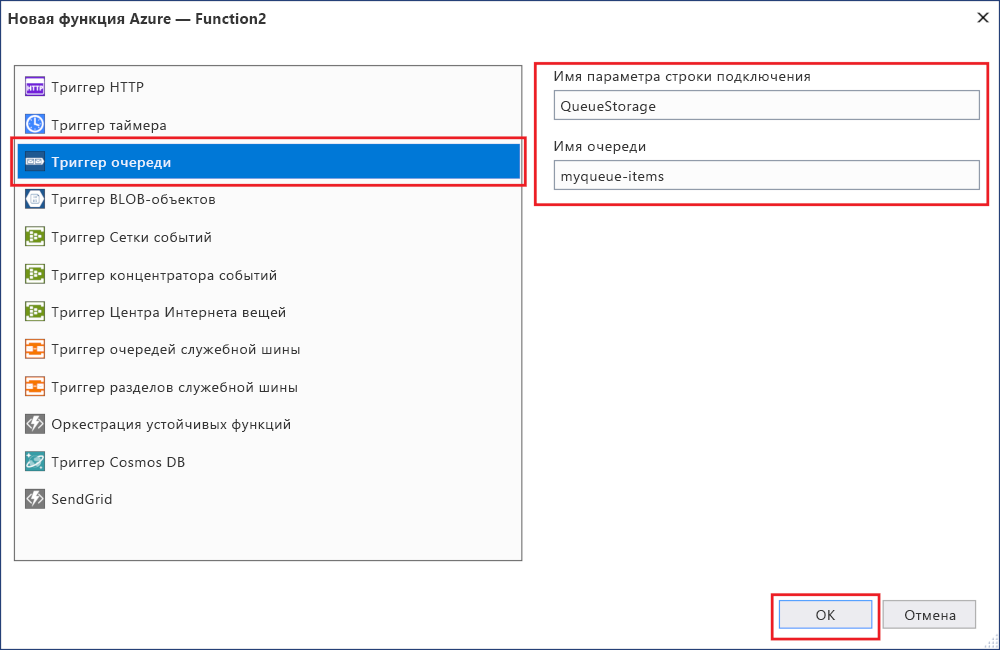 Новая функция Azure — Function2
HTTP
Триггер HTTP
Триггер таймера
Триггер очереди
Триггер BLOB-объектов
Триггер Сетки событий
Триггер концентратора событий
Триггер Центра Интернета вещей
Триггер очередей служебной шины
Триггер разделов служебной шины
Оркестрация устойчивых функций
Триггер Cosmos DB
SendGrid
Имя параметра строки подключения
QueueStorage
Имя очереди
myqueue-items
ОК
Отмена